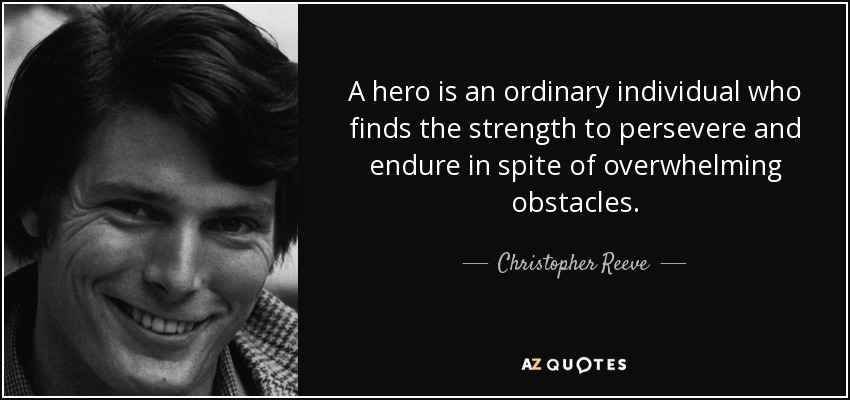 A hero is an ordinary individual who
finds the strength to persevere and
endure in spite of overwhelming
obstacles.
Christopher Reeve
AZ QUOTES